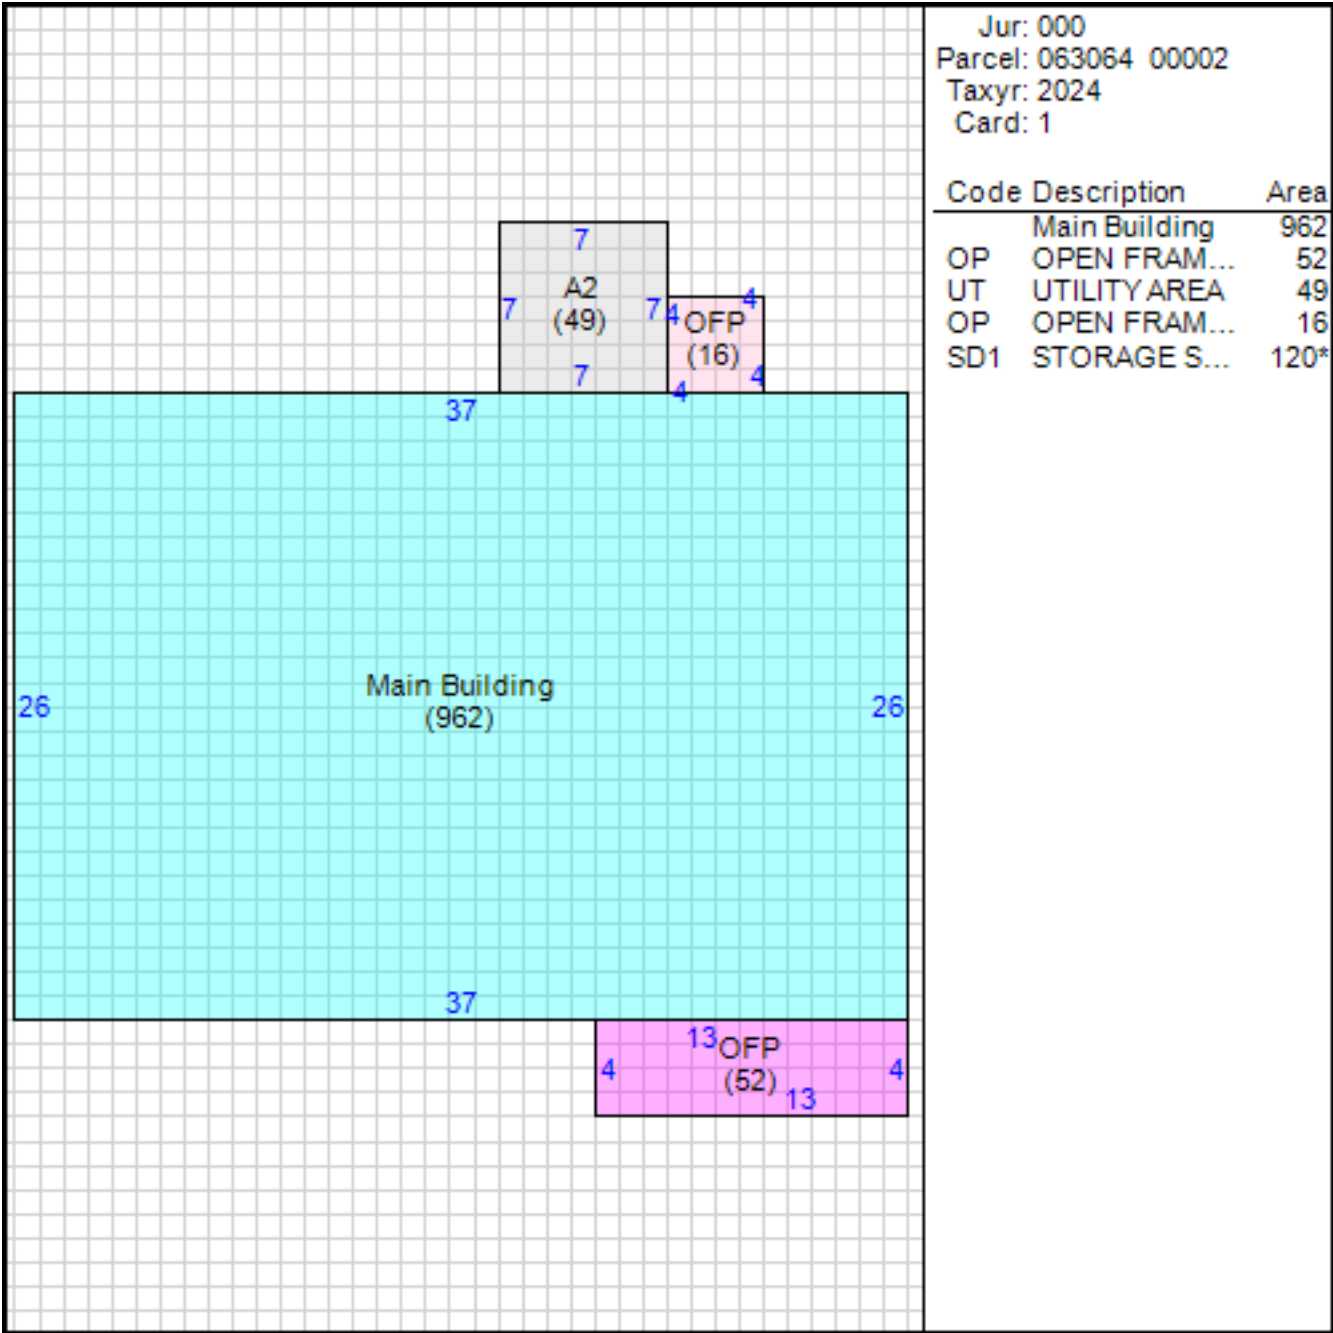 Jur: 000
Parcel: 063064 00002
Taxyr: 2024
Card: 1
Code Description Area
Main Building 962
OP OPEN FRAM... 52
UT UTILITY AREA 49
OP OPEN FRAM... 16
SD1 STORAGE S... 120*
7
A2
(49)
7
7
7
4
4
OFP
(16)
4
4
37
Main Building
(962)
26
26
37
13
OFP
(52)
4
4
13